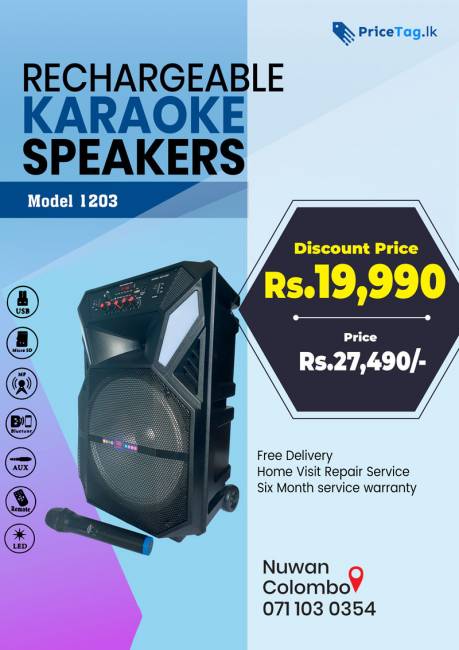 PriceTag.lk
RECHARGEABLE
KARAOKE
SPEAKERS
Model 1203
Discount Price
Rs.19,990
Price
Rs.27,490/-
USB
Micro SD
MP
Bluetooth
AUX
Remote
LED
Free Delivery
Home Visit Repair Service
Six Month service warranty
Nuwan
Colombo
071 103 0354